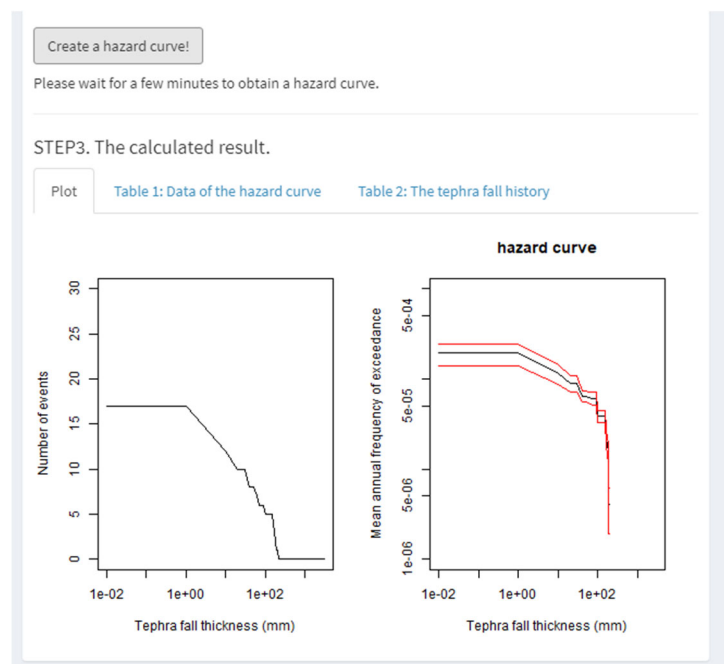 Create a hazard curve!
Please wait for a few minutes to obtain a hazard curve.
STEP3. The calculated result.
Plot Table 1: Data of the hazard curve Table 2: The tephra fall history
hazard curve
Number of events
30
25
20
15
10
5
0
1e-02 1e+00 1e+02
Tephra fall thickness (mm)
Mean annual frequency of exceedance
5e-04
5e-05
5e-06
1e-06
1e-02 1e+00 1e+02
Tephra fall thickness (mm)